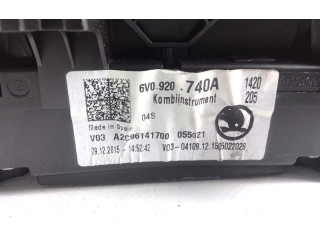 6V0.920.740A
1420
Kombiinstrument
205
04S
Made in Spain
V03 A2C96141700 055621
29.12.2015 - 14:52:42 V03-04109.12.1505022026